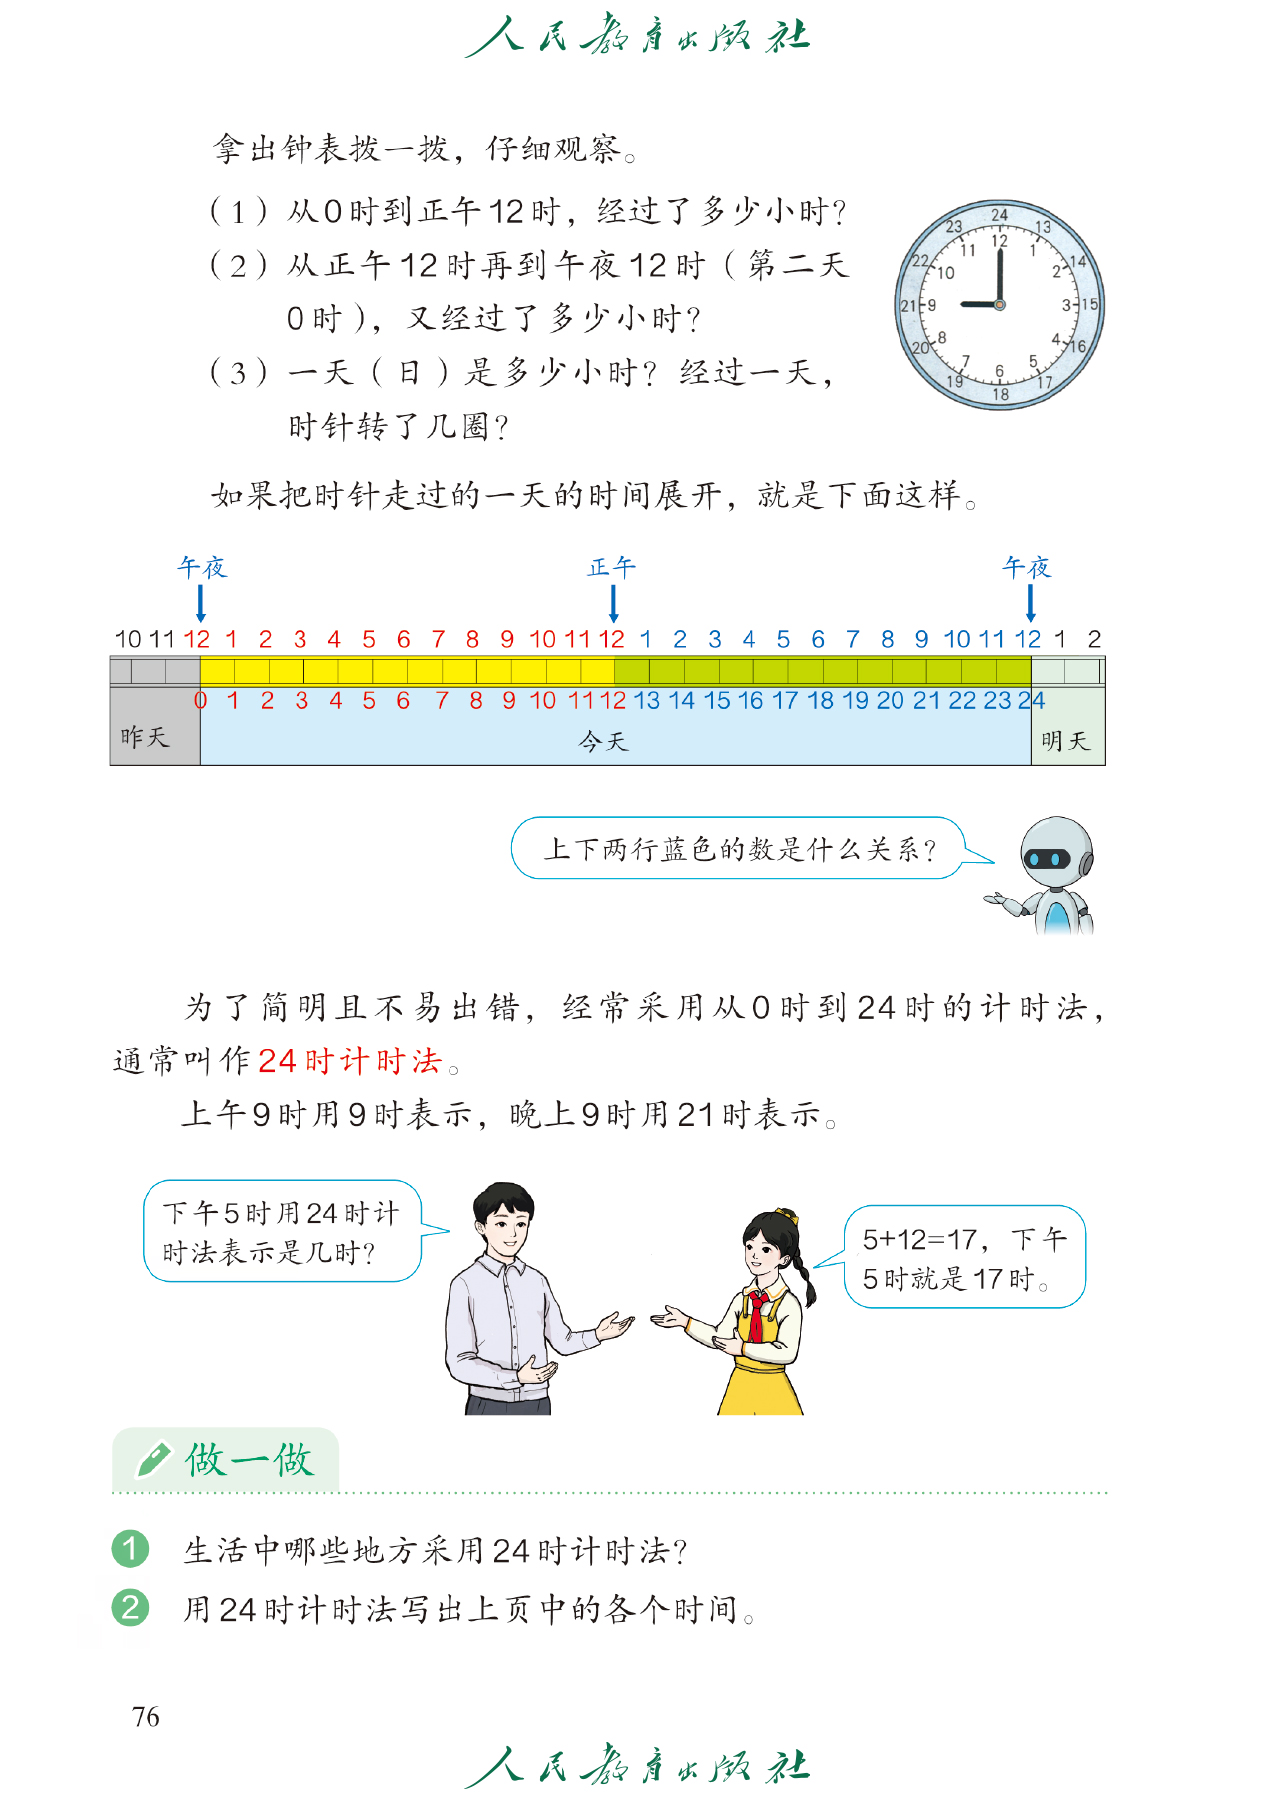 人民教育出版社
拿出钟表拨一拨，仔细观察。
（1）从0时到正午12时，经过了多少小时？
（2）从正午12时再到午夜12时（第二天
0时），又经过了多少小时？
（3）一天（日）是多少小时？经过一天，
时针转了几圈？
24 13 14 15 16 17 18 19 20 21 22 23
12 1 2 3 4 5 6 7 8 9 10 11
如果把时针走过的一天的时间展开，就是下面这样。
午夜 正午 午夜
10 11 12 1 2 3 4 5 6 7 8 9 10 11 12 1 2 3 4 5 6 7 8 9 10 11 12 1 2
0 1 2 3 4 5 6 7 8 9 10 11 12 13 14 15 16 17 18 19 20 21 22 23 24
昨天 今天 明天
上下两行蓝色的数是什么关系？
为了简明且不易出错，经常采用从0时到24时的计时法，
通常叫作24时计时法。
上午9时用9时表示，晚上9时用21时表示。
下午5时用24时计
时法表示是几时？
5+12=17，下午
5时就是17时。
做一做
1 生活中哪些地方采用24时计时法？
2 用24时计时法写出上页中的各个时间。
76
人民教育出版社